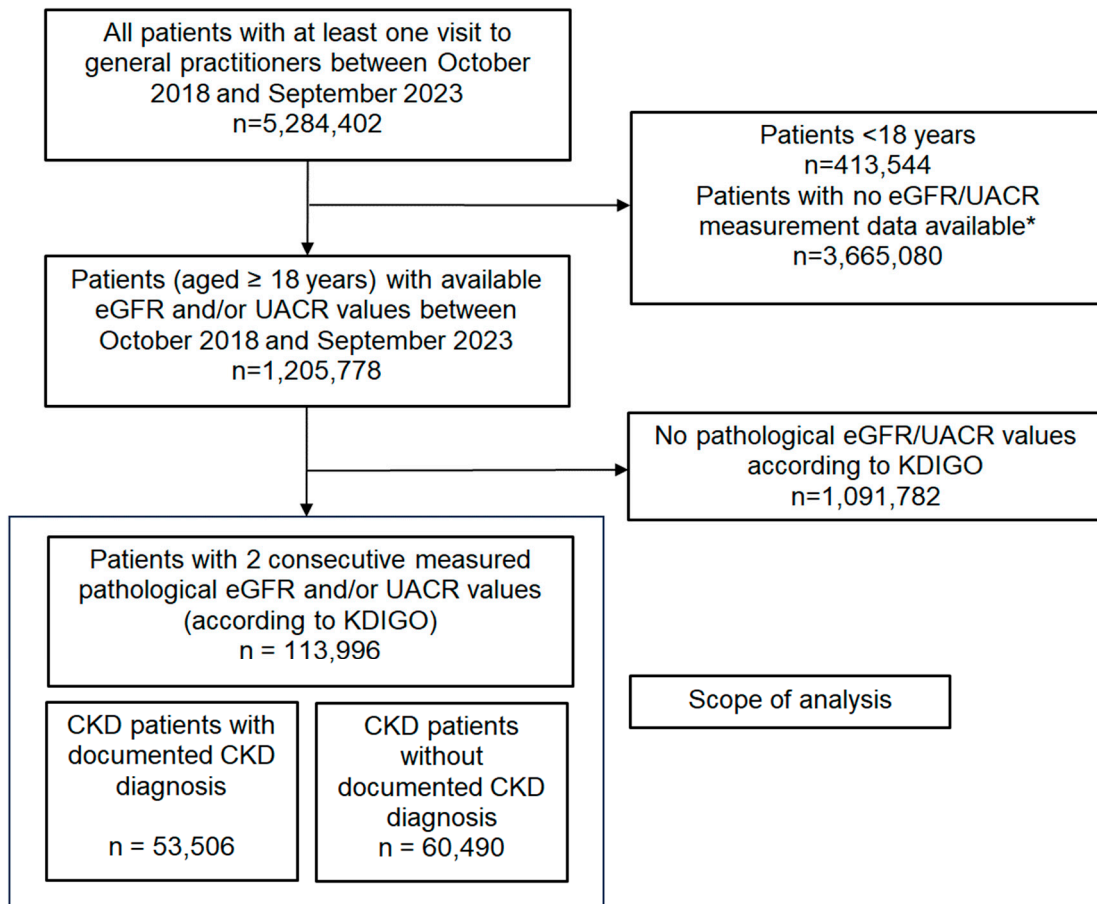 All patients with at least one visit to
general practitioners between October
2018 and September 2023
n=5,284,402
Patients <18 years
n=413,544
Patients with no eGFR/UACR
measurement data available*
n=3,665,080
Patients (aged ≥ 18 years) with available
eGFR and/or UACR values between
October 2018 and September 2023
n=1,205,778
No pathological eGFR/UACR values
according to KDIGO
n=1,091,782
Patients with 2 consecutive measured
pathological eGFR and/or UACR values
(according to KDIGO)
n = 113,996
Scope of analysis
CKD patients with
documented CKD
diagnosis
n = 53,506
CKD patients
without
documented CKD
diagnosis
n = 60,490